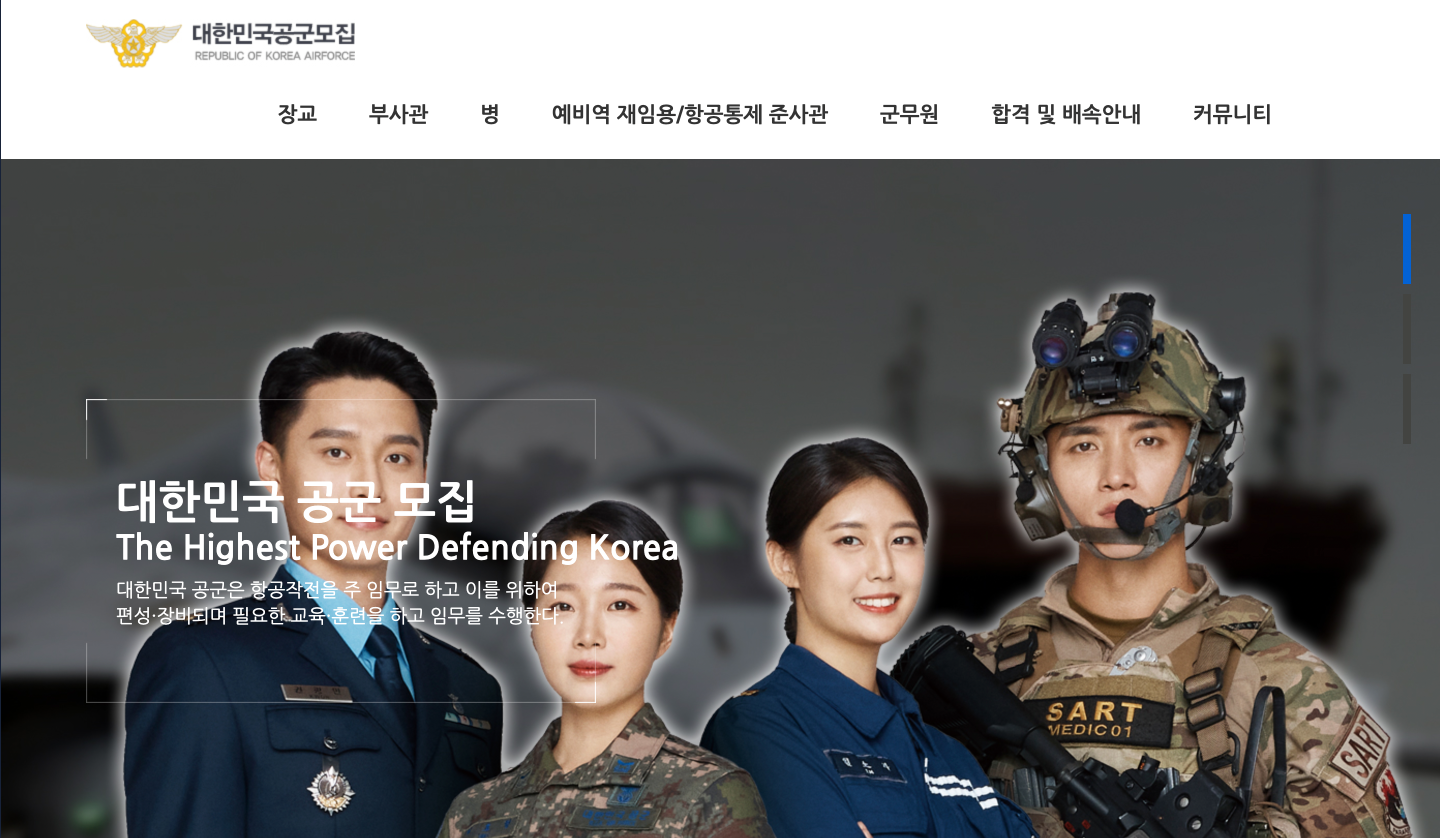 대한민국공군모집
REPUBLIC OF KOREA AIRFORCE
장교 부사관 병 예비역 재임용/항공통제 준사관 군무원 합격 및 배속안내 커뮤니티
대한민국 공군 모집
The Highest Power Defending Korea
대한민국 공군은 항공작전을 주 임무로 하고 이를 위하여
편성·장비되며 필요한 교육·훈련을 하고 임무를 수행한다.
SART
MEDIC 01
SART